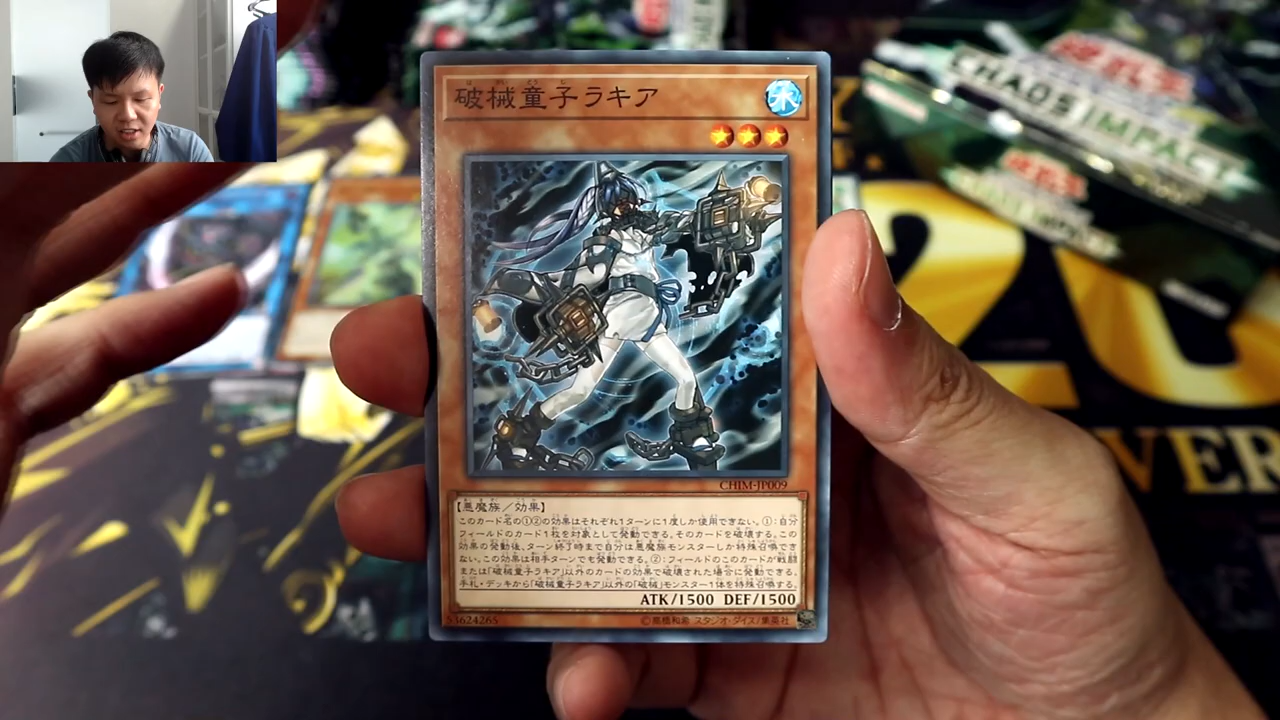 破械童子ラキア
水
CHIM-JP009
【悪魔族／効果】
このカード名の①②の効果はそれぞれ1ターンに1度しか使用できない。①：自分
フィールドのカード1枚を対象として発動できる。そのカードを破壊する。この
効果の発動後、ターン終了時まで自分は悪魔族モンスターしか特殊召喚でき
ない。この効果は相手ターンでも発動できる。②：フィールドのこのカードが戦闘
または「破械童子ラキア」以外のカードの効果で破壊された場合に発動できる。
手札・デッキから「破械童子ラキア」以外の「破械」モンスター1体を特殊召喚する。
ATK/1500 DEF/1500
53624265
©高橋和希 スタジオ・ダイス/集英社
CHAOS IMPACT
20
VER